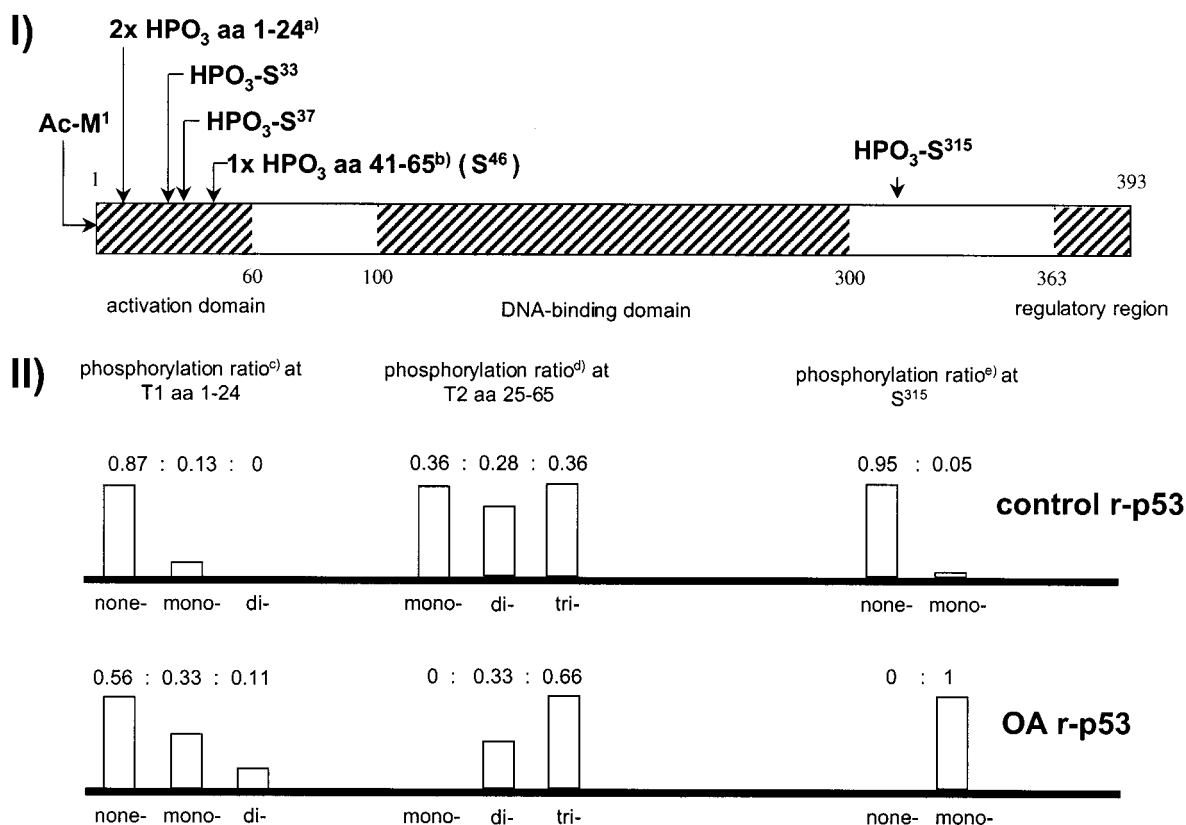 I)
2x HPO₃ aa 1-24ᵃ⁾
HPO₃-S³³
Ac-M¹
HPO₃-S³⁷
1x HPO₃ aa 41-65ᵇ⁾ (S⁴⁶)
HPO₃-S³¹⁵
1
393
60
100
300
363
activation domain
DNA-binding domain
regulatory region
II)
phosphorylation ratioᶜ⁾ at
T1 aa 1-24
phosphorylation ratioᵈ⁾ at
T2 aa 25-65
phosphorylation ratioᵉ⁾ at
S³¹⁵
0.87 : 0.13 : 0
0.36 : 0.28 : 0.36
0.95 : 0.05
control r-p53
none- mono- di-
mono- di- tri-
none- mono-
0.56 : 0.33 : 0.11
0 : 0.33 : 0.66
0 : 1
OA r-p53
none- mono- di-
mono- di- tri-
none- mono-